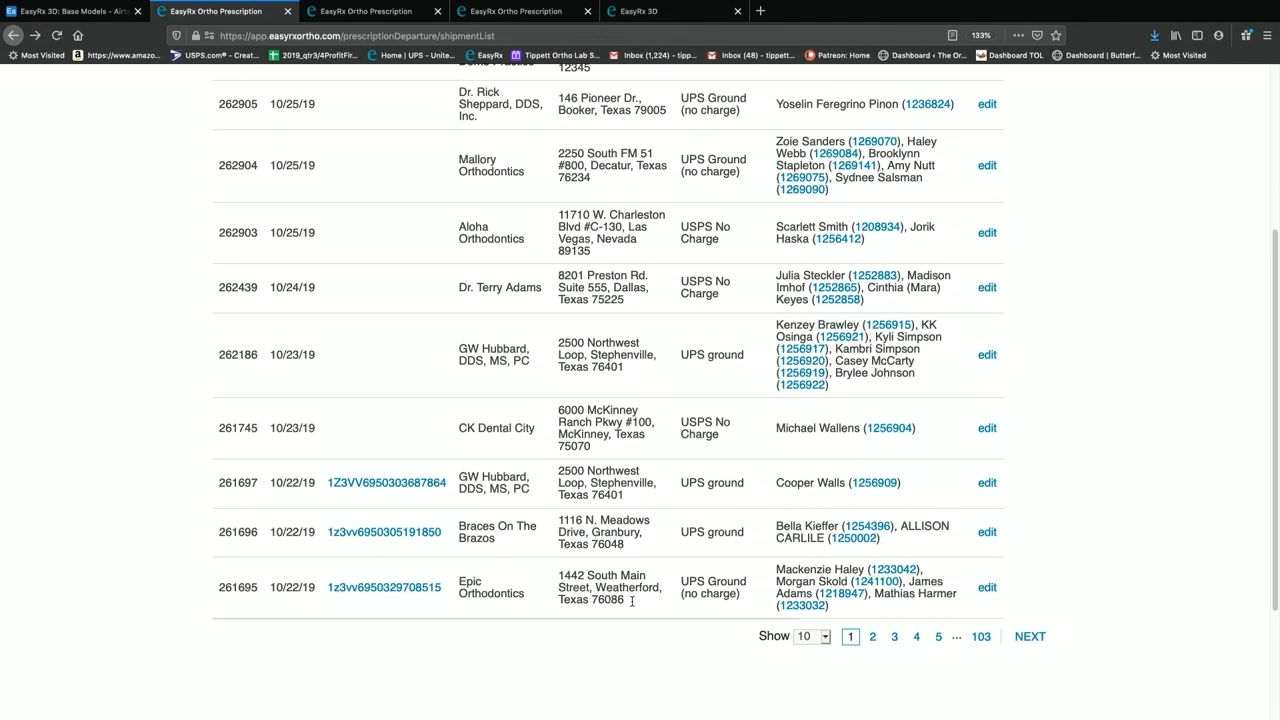 EasyRx 3D: Base Models - Airta
EasyRx Ortho Prescription
EasyRx Ortho Prescription
EasyRx Ortho Prescription
EasyRx 3D
https://app.easyrxortho.com/prescriptionDeparture/shipmentList
133%
Most Visited
https://www.amazo...
USPS.com® - Creat...
2019_qtr3/4ProfitFir...
Home | UPS - Unite...
EasyRx
Tippett Ortho Lab S...
Inbox (1,224) - tipp...
Inbox (48) - tippett...
Patreon: Home
Dashboard ‹ The Or...
Dashboard TOL
Dashboard | Butterf...
Most Visited
12345
262905 10/25/19 Dr. Rick Sheppard, DDS, Inc. 146 Pioneer Dr., Booker, Texas 79005 UPS Ground (no charge) Yoselin Feregrino Pinon (1236824) edit
262904 10/25/19 Mallory Orthodontics 2250 South FM 51 #800, Decatur, Texas 76234 UPS Ground (no charge) Zoie Sanders (1269070), Haley Webb (1269084), Brooklynn Stapleton (1269141), Amy Nutt (1269075), Sydnee Salsman (1269090) edit
262903 10/25/19 Aloha Orthodontics 11710 W. Charleston Blvd #C-130, Las Vegas, Nevada 89135 USPS No Charge Scarlett Smith (1208934), Jorik Haska (1256412) edit
262439 10/24/19 Dr. Terry Adams 8201 Preston Rd. Suite 555, Dallas, Texas 75225 USPS No Charge Julia Steckler (1252883), Madison Imhof (1252865), Cinthia (Mara) Keyes (1252858) edit
262186 10/23/19 GW Hubbard, DDS, MS, PC 2500 Northwest Loop, Stephenville, Texas 76401 UPS ground Kenzey Brawley (1256915), KK Osinga (1256921), Kyli Simpson (1256917), Kambri Simpson (1256920), Casey McCarty (1256919), Brylee Johnson (1256922) edit
261745 10/23/19 CK Dental City 6000 McKinney Ranch Pkwy #100, McKinney, Texas 75070 USPS No Charge Michael Wallens (1256904) edit
261697 10/22/19 1Z3VV6950303687864 GW Hubbard, DDS, MS, PC 2500 Northwest Loop, Stephenville, Texas 76401 UPS ground Cooper Walls (1256909) edit
261696 10/22/19 1z3vv6950305191850 Braces On The Brazos 1116 N. Meadows Drive, Granbury, Texas 76048 UPS ground Bella Kieffer (1254396), ALLISON CARLILE (1250002) edit
261695 10/22/19 1z3vv6950329708515 Epic Orthodontics 1442 South Main Street, Weatherford, Texas 76086 UPS Ground (no charge) Mackenzie Haley (1233042), Morgan Skold (1241100), James Adams (1218947), Mathias Harmer (1233032) edit
Show 10 1 2 3 4 5 ... 103 NEXT